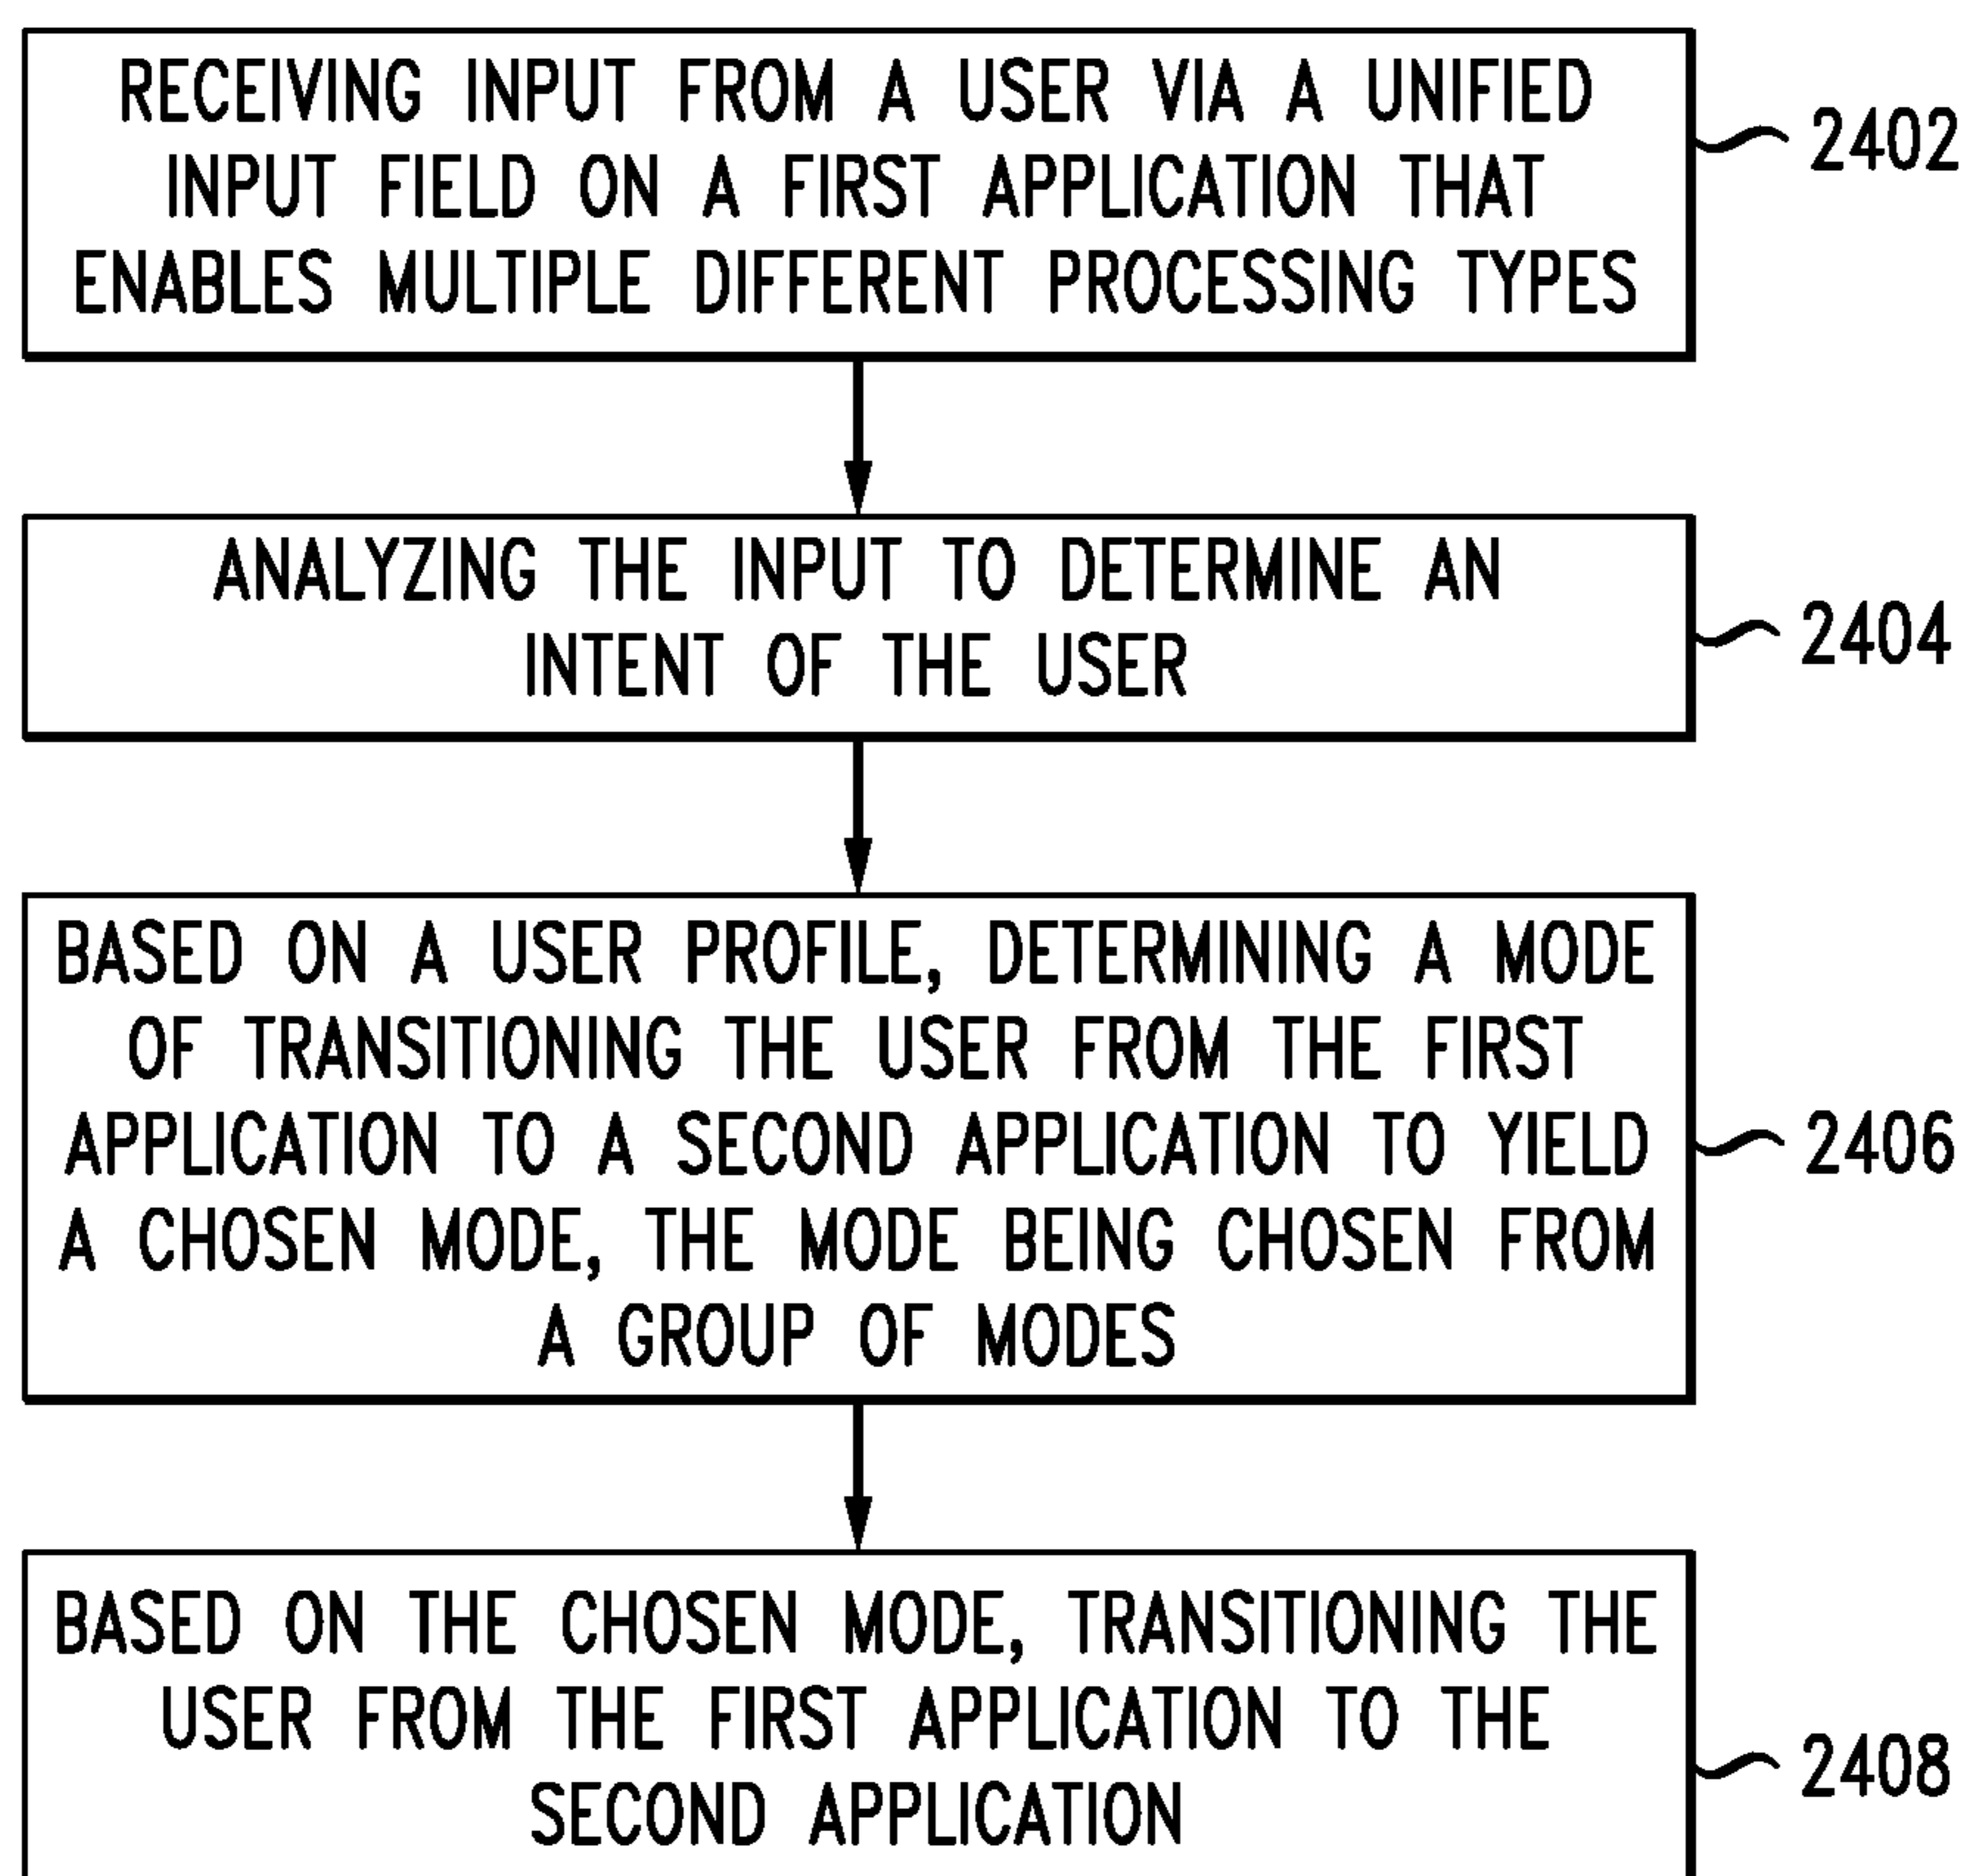 RECEIVING INPUT FROM A USER VIA A UNIFIED
INPUT FIELD ON A FIRST APPLICATION THAT
ENABLES MULTIPLE DIFFERENT PROCESSING TYPES
2402
ANALYZING THE INPUT TO DETERMINE AN
INTENT OF THE USER
2404
BASED ON A USER PROFILE, DETERMINING A MODE
OF TRANSITIONING THE USER FROM THE FIRST
APPLICATION TO A SECOND APPLICATION TO YIELD
A CHOSEN MODE, THE MODE BEING CHOSEN FROM
A GROUP OF MODES
2406
BASED ON THE CHOSEN MODE, TRANSITIONING THE
USER FROM THE FIRST APPLICATION TO THE
SECOND APPLICATION
2408